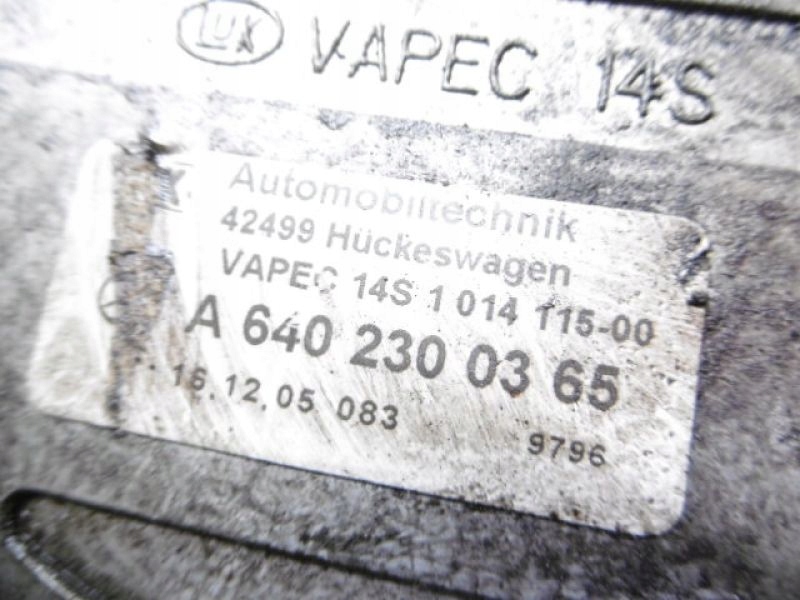 LUK VAPEC 14S
Automobiltechnik
42499 Hückeswagen
VAPEC 14S 1 014 115-00
A 640 230 03 65
16.12.05 083
9796